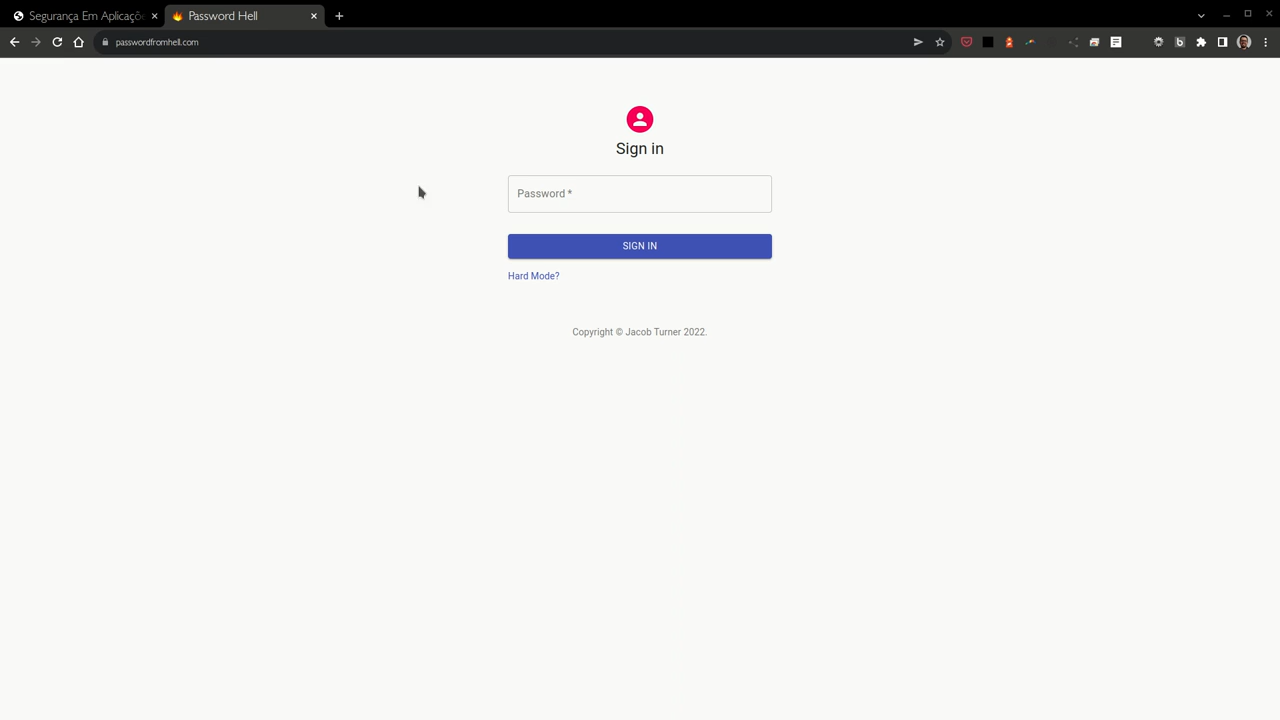 Segurança Em Aplicaçõ
Password Hell
passwordfromhell.com
Sign in
Password *
SIGN IN
Hard Mode?
Copyright © Jacob Turner 2022.